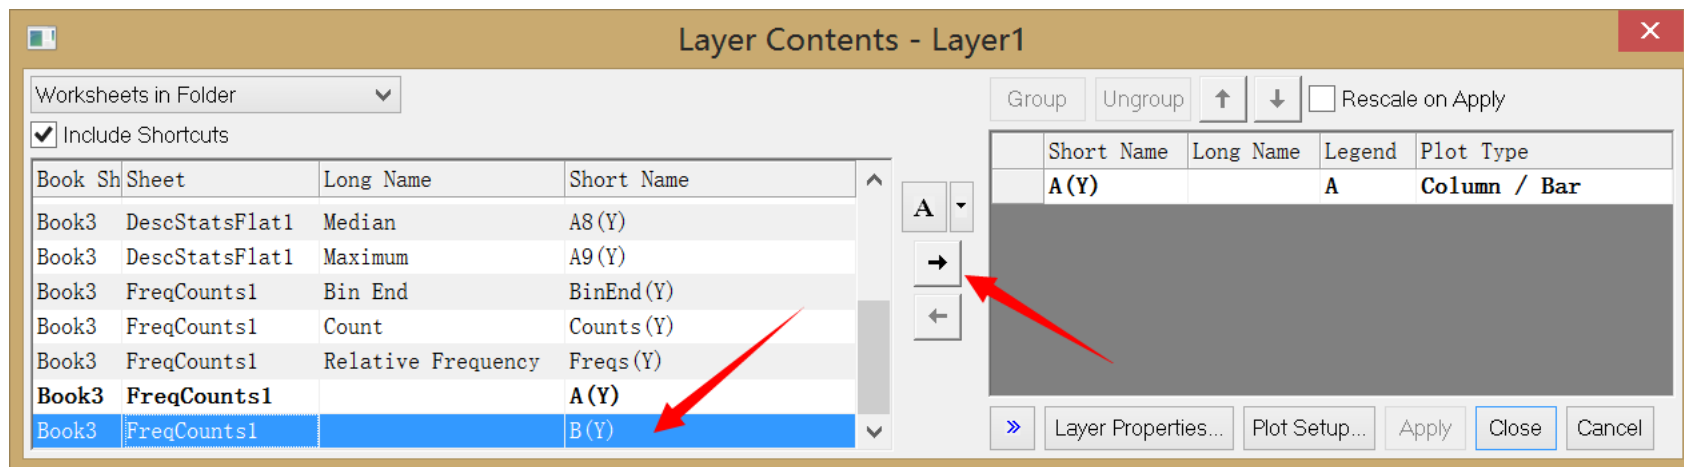 Layer Contents - Layer1
Worksheets in Folder
Include Shortcuts
Book Sh Sheet Long Name Short Name
Book3 DescStatsFlat1 Median A8(Y)
Book3 DescStatsFlat1 Maximum A9(Y)
Book3 FreqCounts1 Bin End BinEnd(Y)
Book3 FreqCounts1 Count Counts(Y)
Book3 FreqCounts1 Relative Frequency Freqs(Y)
Book3 FreqCounts1 A(Y)
Book3 FreqCounts1 B(Y)
A
Group Ungroup Rescale on Apply
Short Name Long Name Legend Plot Type
A(Y) A Column / Bar
Layer Properties... Plot Setup... Apply Close Cancel